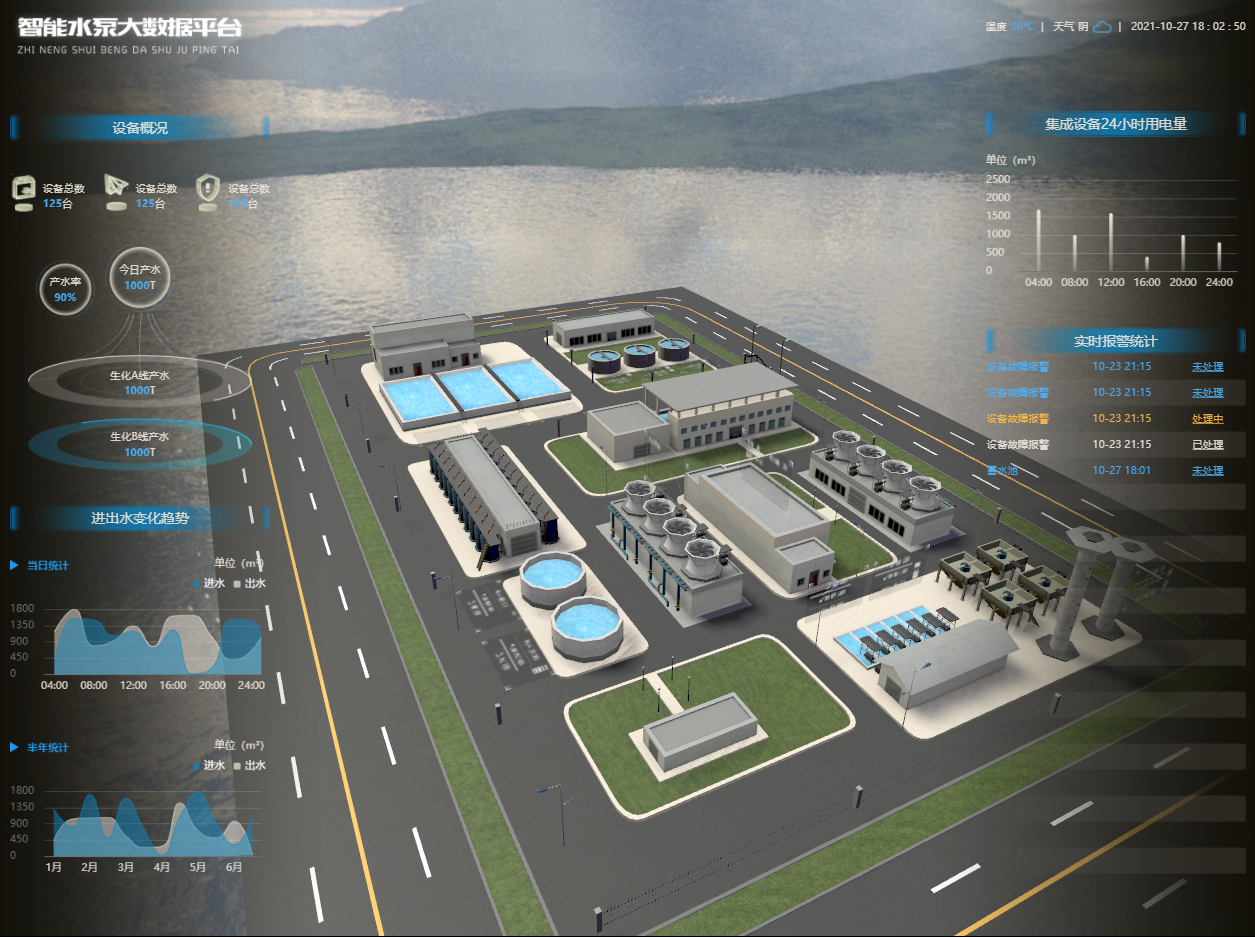 智能水泵大数据平台
ZHI NENG SHUI BENG DA SHU JU PING TAI
温度 36℃ | 天气 阴 | 2021-10-27 18 : 02 : 50
设备概况
设备总数 设备总数 设备总数
125台 125台 125台
产水率
90%
今日产水
1000T
生化A线产水
1000T
生化B线产水
1000T
进出水变化趋势
当日统计
单位（m³）
进水 出水
1800
1350
900
450
0
04:00 08:00 12:00 16:00 20:00 24:00
半年统计
单位（m³）
进水 出水
1800
1350
900
450
0
1月 2月 3月 4月 5月 6月
集成设备24小时用电量
单位（m²）
2500
2000
1500
1000
500
0
04:00 08:00 12:00 16:00 20:00 24:00
实时报警统计
设备故障报警 10-23 21:15 未处理
设备故障报警 10-23 21:15 未处理
设备故障报警 10-23 21:15 处理中
设备故障报警 10-23 21:15 已处理
蓄水池 10-27 18:01 未处理